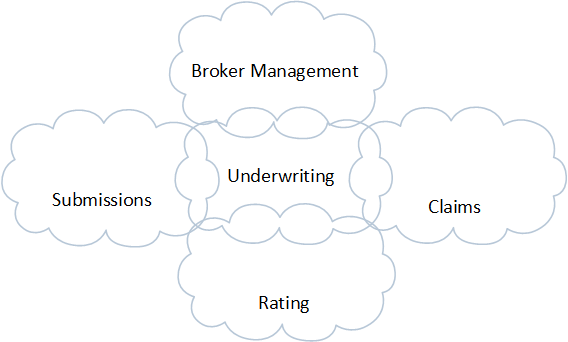 Broker Management
Underwriting
Submissions
Claims
Rating